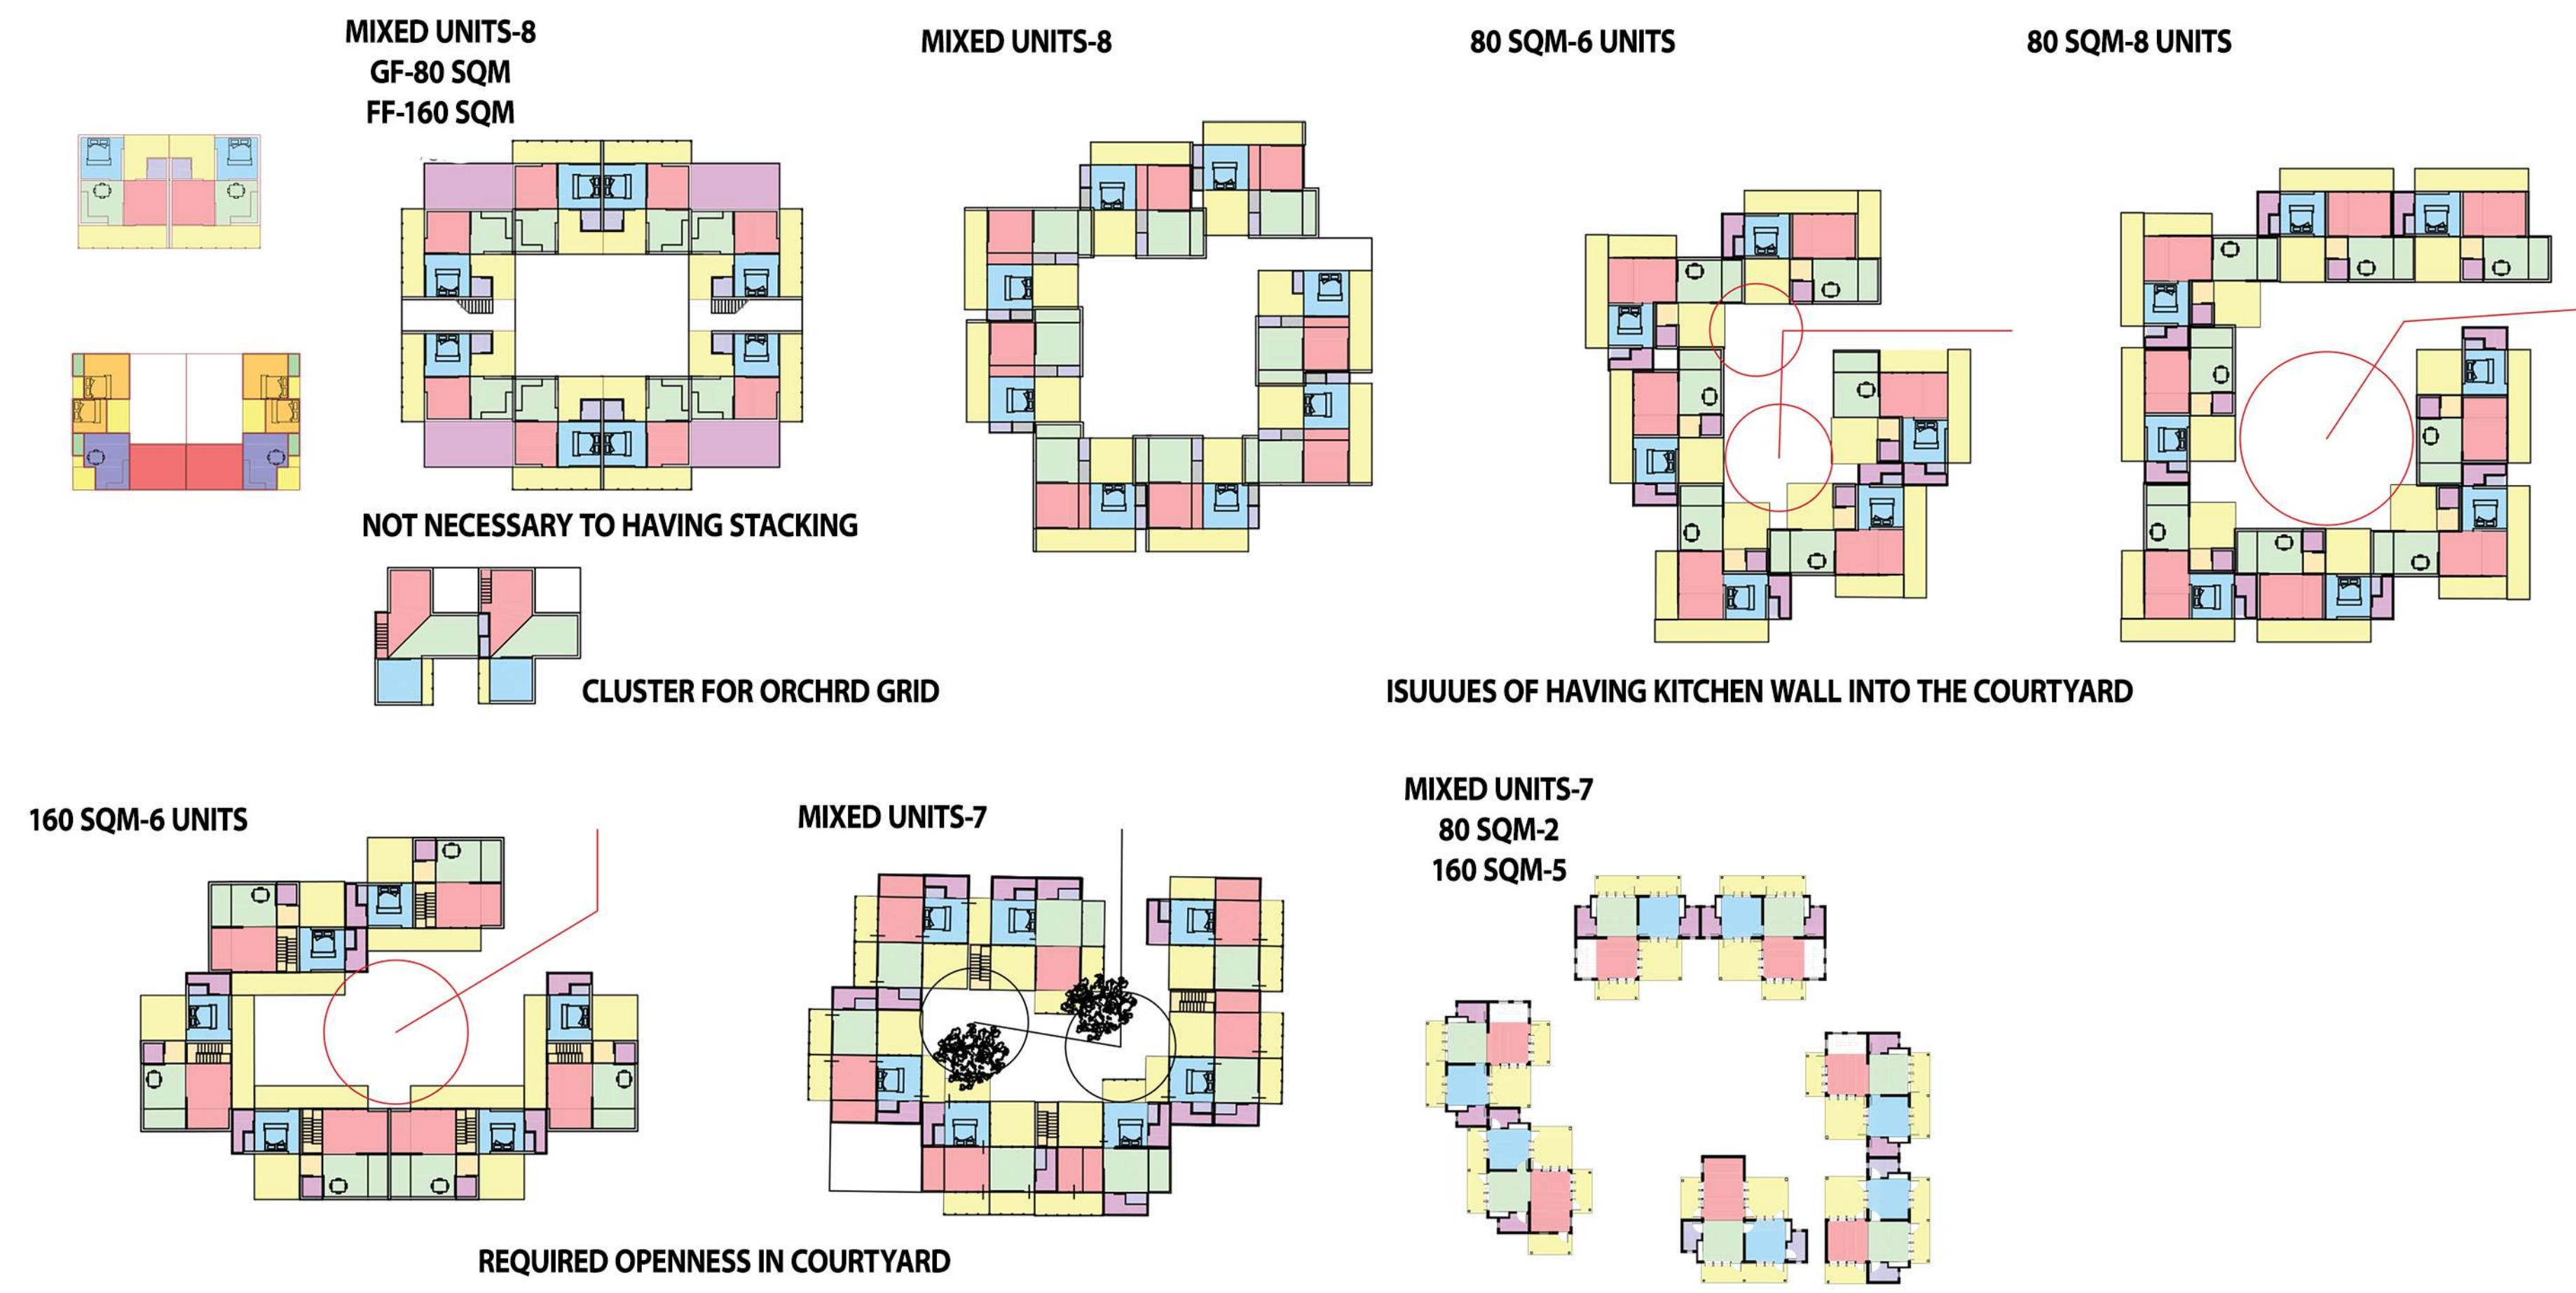 MIXED UNITS-8
GF-80 SQM
FF-160 SQM
MIXED UNITS-8
80 SQM-6 UNITS
80 SQM-8 UNITS
NOT NECESSARY TO HAVING STACKING
CLUSTER FOR ORCHRD GRID
ISUUUES OF HAVING KITCHEN WALL INTO THE COURTYARD
160 SQM-6 UNITS
MIXED UNITS-7
MIXED UNITS-7
80 SQM-2
160 SQM-5
REQUIRED OPENNESS IN COURTYARD